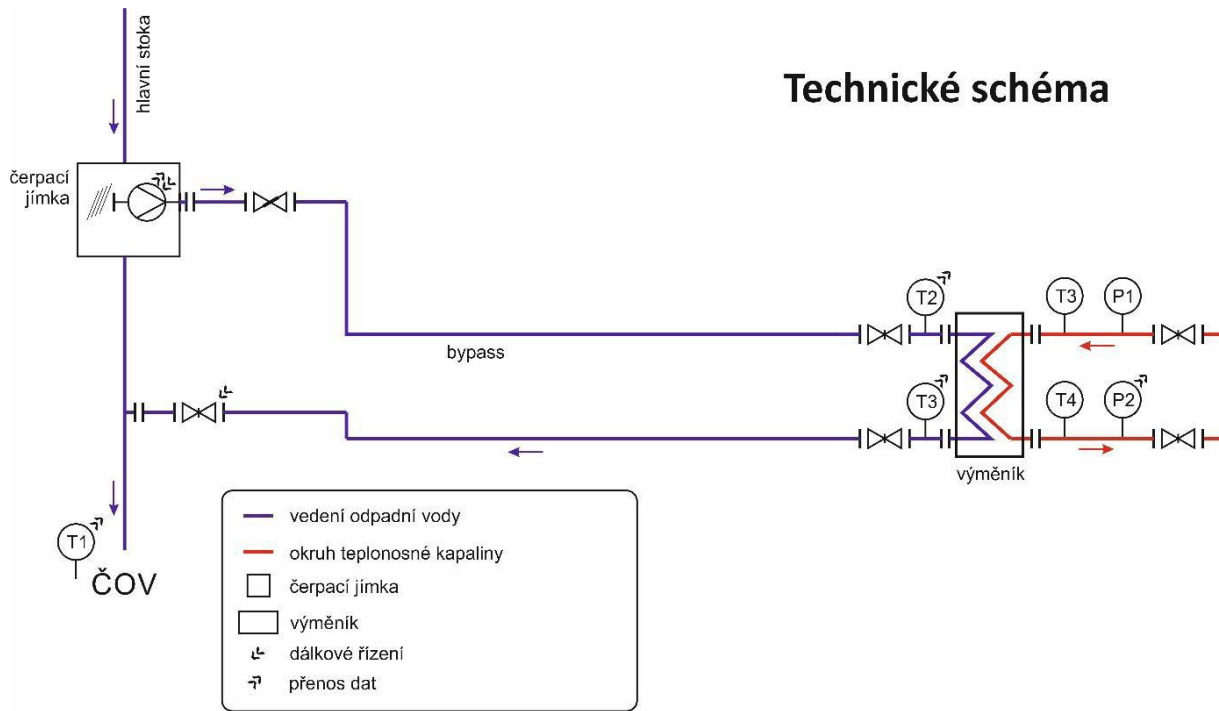 hlavní stoka
Technické schéma
čerpací
jímka
T2
T3
P1
bypass
T3
T4
P2
výměník
T1
ČOV
vedení odpadní vody
okruh teplonosné kapaliny
čerpací jímka
výměník
dálkové řízení
přenos dat